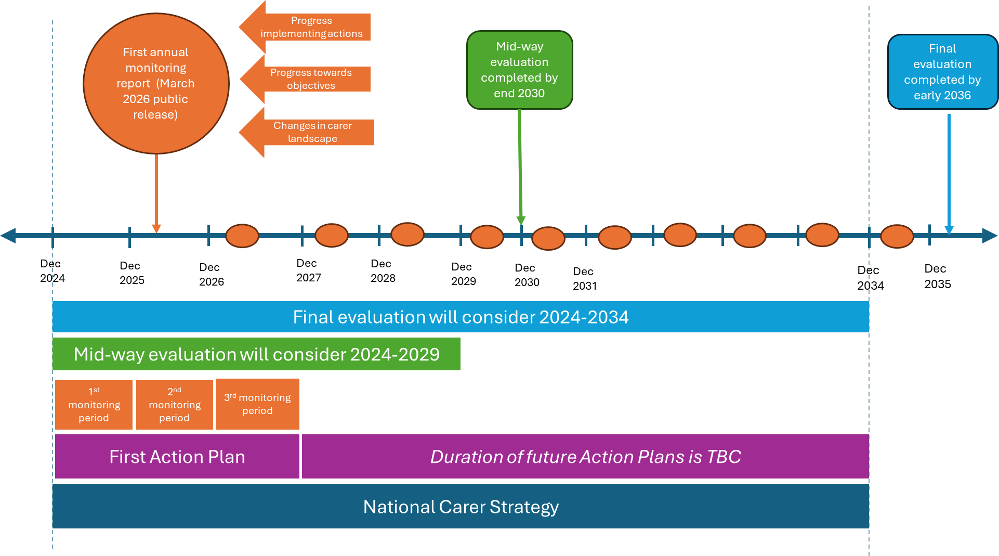 First annual
monitoring
report (March
2026 public
release)
Progress
implementing actions
Progress towards
objectives
Changes in carer
landscape
Mid-way
evaluation
completed by
end 2030
Final
evaluation
completed by
early 2036
Dec
2024
Dec
2025
Dec
2026
Dec
2027
Dec
2028
Dec
2029
Dec
2030
Dec
2031
Dec
2034
Dec
2035
Final evaluation will consider 2024-2034
Mid-way evaluation will consider 2024-2029
1st
monitoring
period
2nd
monitoring
period
3rd monitoring
period
First Action Plan
Duration of future Action Plans is TBC
National Carer Strategy